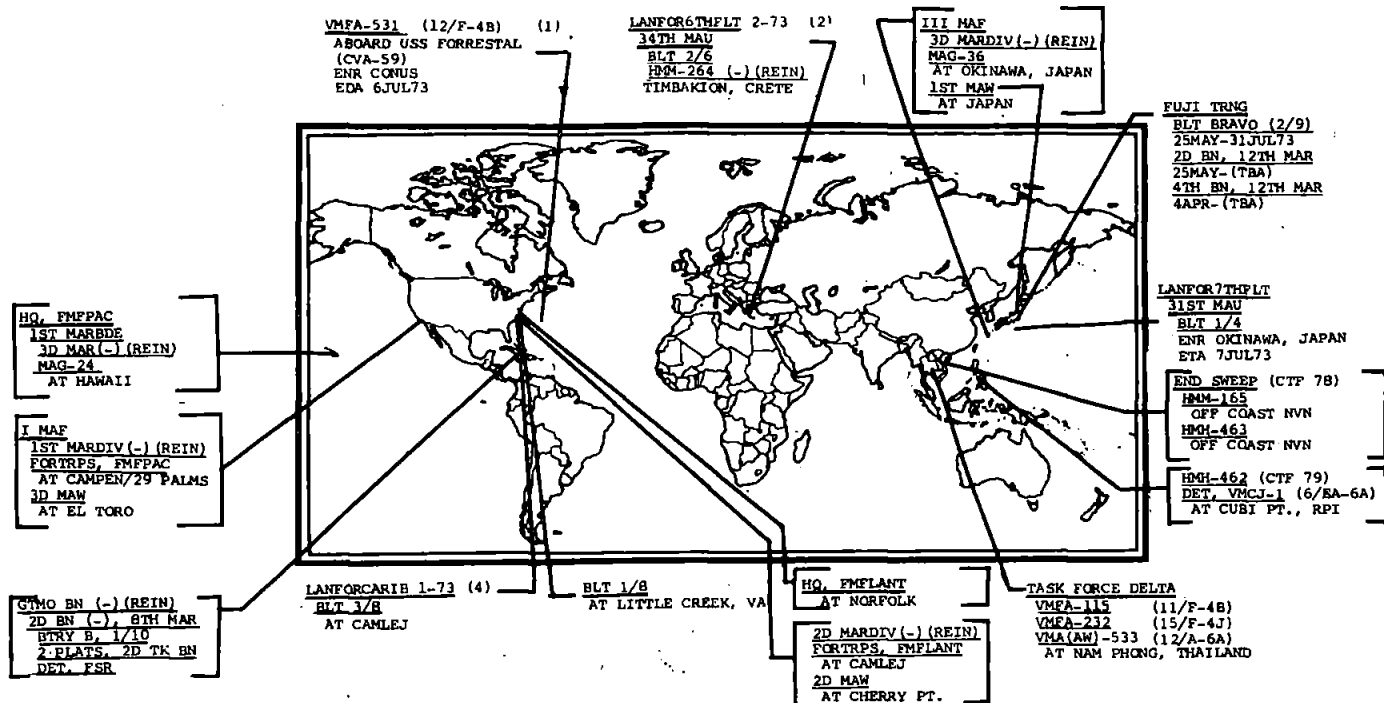 VMFA-531 (12/F-4B) (1)
ABOARD USS FORRESTAL
(CVA-59)
ENR CONUS
EDA 6JUL73
LANFOR6THFLT 2-73 (2)
34TH MAU
BLT 2/6
HMM-264 (-)(REIN)
TIMBAKION, CRETE
III MAF
3D MARDIV(-)(REIN)
MAG-36
AT OKINAWA, JAPAN
1ST MAW
AT JAPAN
FUJI TRNG
BLT BRAVO (2/9)
25MAY-31JUL73
2D BN, 12TH MAR
25MAY-(TBA)
4TH BN, 12TH MAR
4APR-(TBA)
HQ, FMFPAC
1ST MARBDE
3D MAR(-)(REIN)
MAG-24
AT HAWAII
LANFOR7THFLT
31ST MAU
BLT 1/4
ENR OKINAWA, JAPAN
ETA 7JUL73
END SWEEP (CTF 78)
HMM-165
OFF COAST NVN
HMH-463
OFF COAST NVN
I MAF
1ST MARDIV(-)(REIN)
FORTRPS, FMFPAC
AT CAMPEN/29 PALMS
3D MAW
AT EL TORO
HMH-462 (CTF 79)
DET, VMCJ-1 (6/EA-6A)
AT CUBI PT., RPI
GTMO BN (-)(REIN)
2D BN (-), 8TH MAR
BTRY B, 1/10
2 PLATS, 2D TK BN
DET, FSR
LANFORCARIB 1-73 (4)
BLT 3/8
AT CAMLEJ
BLT 1/8
AT LITTLE CREEK, VA
HQ, FMFLANT
AT NORFOLK
2D MARDIV(-)(REIN)
FORTRPS, FMFLANT
AT CAMLEJ
2D MAW
AT CHERRY PT.
TASK FORCE DELTA
VMFA-115 (11/F-4B)
VMFA-232 (15/F-4J)
VMA(AW)-533 (12/A-6A)
AT NAM PHONG, THAILAND